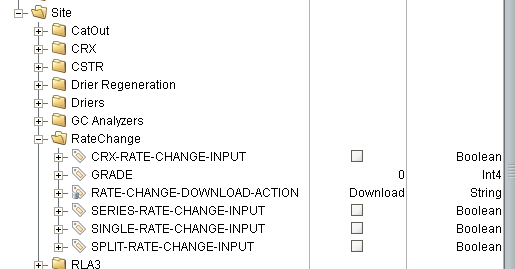 Site
CatOut
CRX
CSTR
Drier Regeneration
Driers
GC Analyzers
RateChange
CRX-RATE-CHANGE-INPUT Boolean
GRADE 0 Int4
RATE-CHANGE-DOWNLOAD-ACTION Download String
SERIES-RATE-CHANGE-INPUT Boolean
SINGLE-RATE-CHANGE-INPUT Boolean
SPLIT-RATE-CHANGE-INPUT Boolean
RLA3